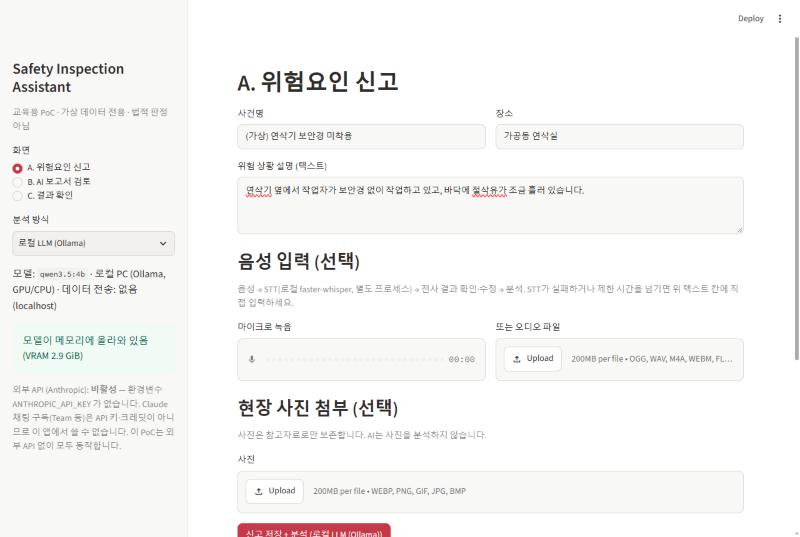 Deploy
Safety Inspection
Assistant
교육용 PoC · 가상 데이터 전용 · 법적 판정
아님
화면
A. 위험요인 신고
B. AI 보고서 검토
C. 결과 확인
분석 방식
로컬 LLM (Ollama)
모델: qwen3.5:4b · 로컬 PC (Ollama,
GPU/CPU) · 데이터 전송: 없음
(localhost)
모델이 메모리에 올라와 있음
(VRAM 2.9 GiB)
외부 API (Anthropic): 비활성 — 환경변수
ANTHROPIC_API_KEY 가 없습니다. Claude
채팅 구독(Team 등)은 API 키·크레딧이 아니
므로 이 앱에서 쓸 수 없습니다. 이 PoC는 외
부 API 없이 모두 동작합니다.
A. 위험요인 신고
사건명
장소
(가상) 연삭기 보안경 미착용
가공동 연삭실
위험 상황 설명 (텍스트)
연삭기 옆에서 작업자가 보안경 없이 작업하고 있고, 바닥에 절삭유가 조금 흘러 있습니다.
음성 입력 (선택)
음성 → STT(로컬 faster-whisper, 별도 프로세스) → 전사 결과 확인·수정 → 분석. STT가 실패하거나 제한 시간을 넘기면 위 텍스트 칸에 직
접 입력하세요.
마이크로 녹음
또는 오디오 파일
00:00
Upload
200MB per file • OGG, WAV, M4A, WEBM, FL...
현장 사진 첨부 (선택)
사진은 참고자료로만 보존합니다. AI는 사진을 분석하지 않습니다.
사진
Upload
200MB per file • WEBP, PNG, GIF, JPG, BMP
신고 저장 + 분석 (로컬 LLM (Ollama))